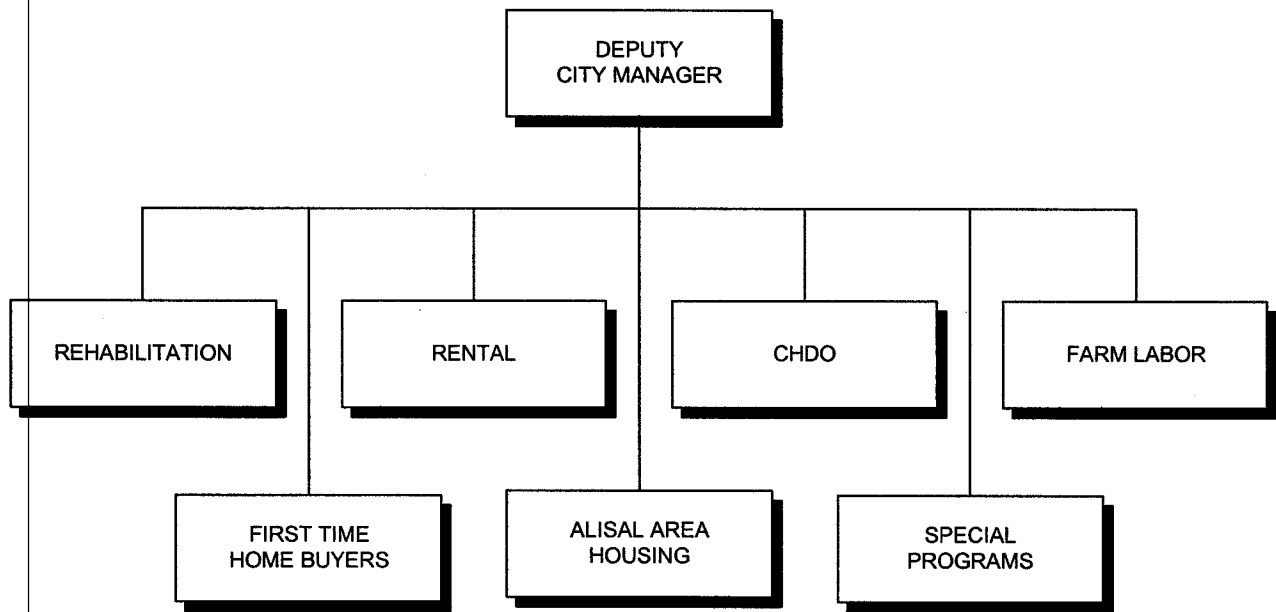 DEPUTY
CITY MANAGER
REHABILITATION
RENTAL
CHDO
FARM LABOR
FIRST TIME
HOME BUYERS
ALISAL AREA
HOUSING
SPECIAL
PROGRAMS